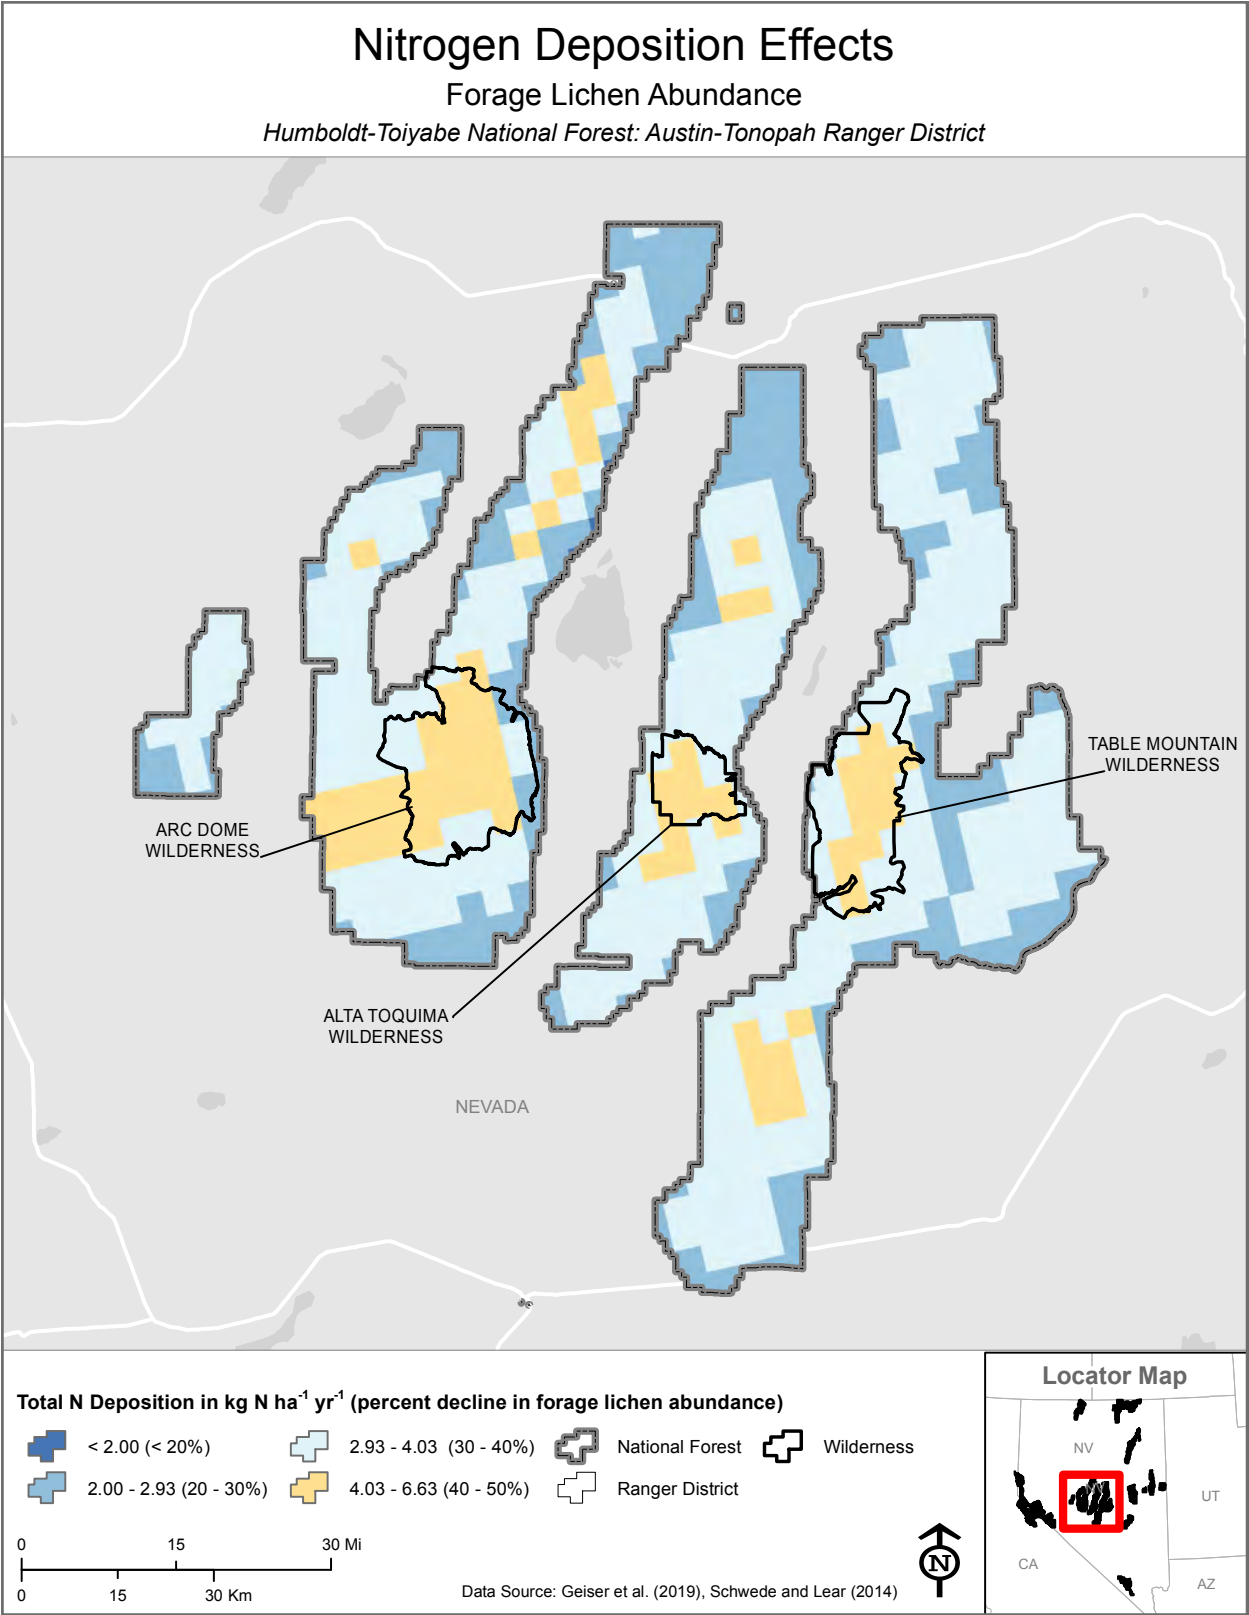 Nitrogen Deposition Effects
Forage Lichen Abundance
Humboldt-Toiyabe National Forest: Austin-Tonopah Ranger District
TABLE MOUNTAIN
WILDERNESS
ARC DOME
WILDERNESS
ALTA TOQUIMA
WILDERNESS
NEVADA
Total N Deposition in kg N ha-1 yr-1 (percent decline in forage lichen abundance)
< 2.00 (< 20%)
2.00 - 2.93 (20 - 30%)
2.93 - 4.03 (30 - 40%)
4.03 - 6.63 (40 - 50%)
National Forest
Ranger District
Wilderness
0 15 30 Mi
0 15 30 Km
N
Data Source: Geiser et al. (2019), Schwede and Lear (2014)
Locator Map
NV
UT
CA
AZ